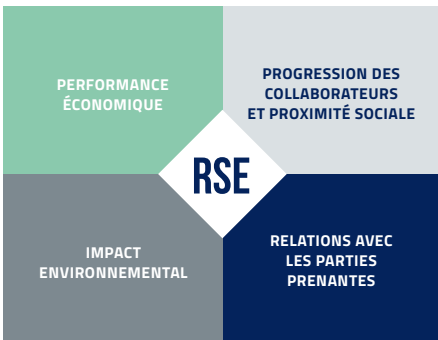 PERFORMANCE
ÉCONOMIQUE
PROGRESSION DES
COLLABORATEURS
ET PROXIMITÉ SOCIALE
RSE
IMPACT
ENVIRONNEMENTAL
RELATIONS AVEC
LES PARTIES
PRENANTES